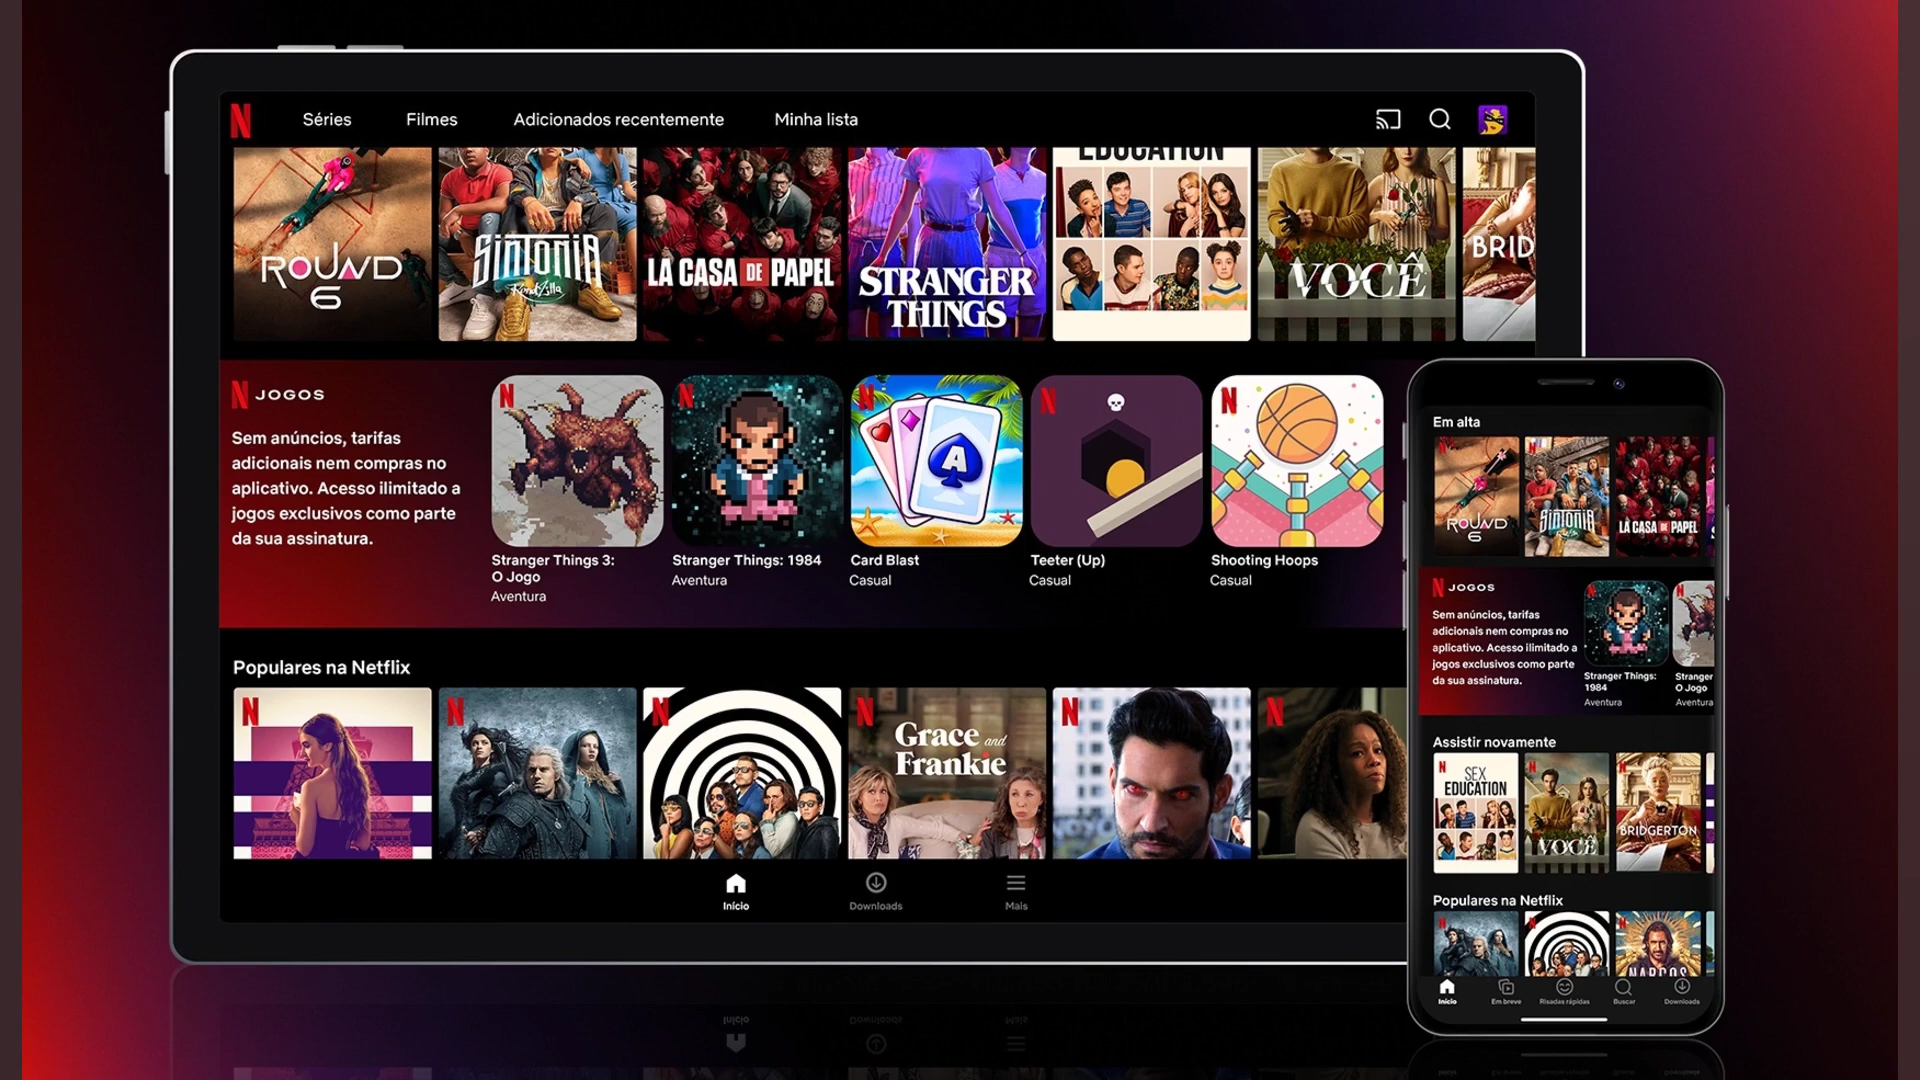 N
Séries
Filmes
Adicionados recentemente
Minha lista
ROUND
6
SINTONIA
KondZilla
LA CASA DE PAPEL
STRANGER
THINGS
EDUCATION
VOCÊ
BRID
N JOGOS
Sem anúncios, tarifas
adicionais nem compras no
aplicativo. Acesso ilimitado a
jogos exclusivos como parte
da sua assinatura.
N
N
N
A
N
N
Stranger Things 3:
O Jogo
Aventura
Stranger Things: 1984
Aventura
Card Blast
Casual
Teeter (Up)
Casual
Shooting Hoops
Casual
Populares na Netflix
N
N
N
N
Grace and
Frankie
N
N
Início
Downloads
Mais
Em alta
N
ROUND
6
N
SINTONIA
N
LA CASA DE PAPEL
N JOGOS
Sem anúncios, tarifas
adicionais nem compras no
aplicativo. Acesso ilimitado a
jogos exclusivos como parte
da sua assinatura.
N
N
Stranger Things:
1984
Aventura
Stranger
O Jogo
Aventura
Assistir novamente
N
SEX
EDUCATION
N
VOCÊ
N
BRIDGERTON
Populares na Netflix
N
N
N
NARCOS
Início
Em breve
Risadas rápidas
Buscar
Downloads